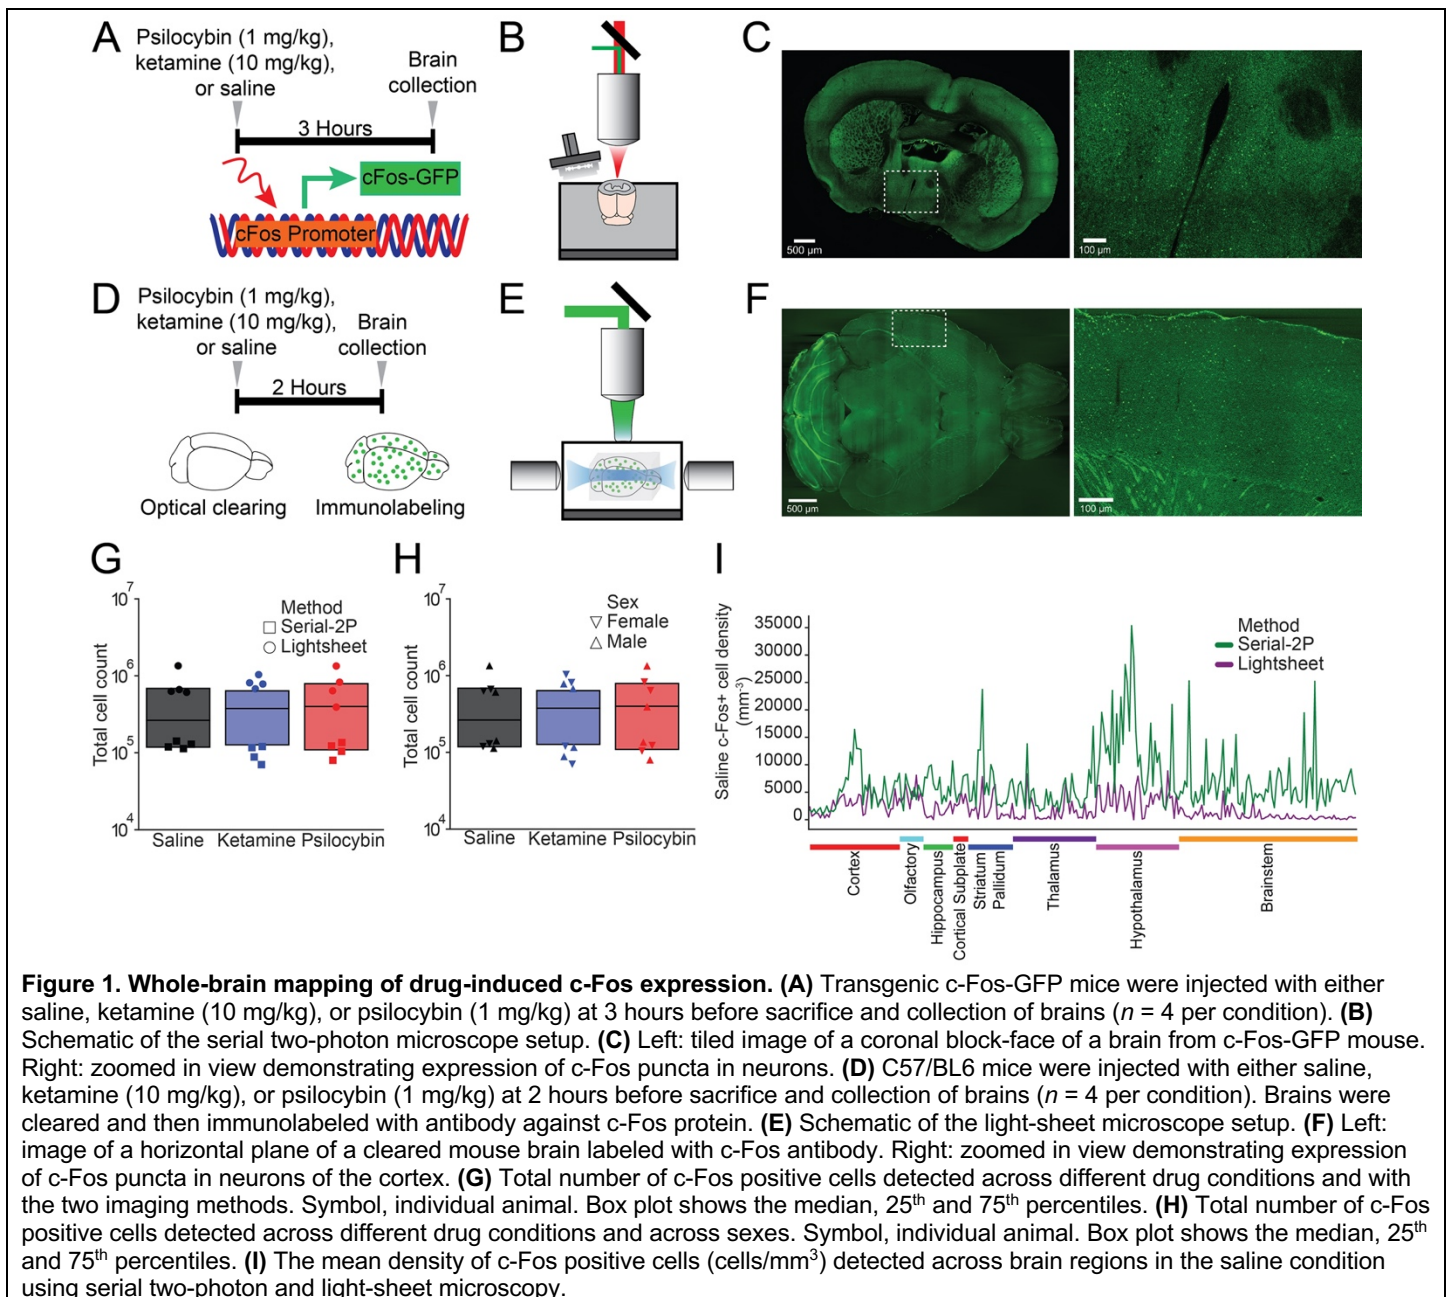 A
Psilocybin (1 mg/kg),
ketamine (10 mg/kg),
or saline
Brain
collection
3 Hours
cFos-GFP
cFos Promoter
B
C
500 µm
100 µm
D
Psilocybin (1 mg/kg),
ketamine (10 mg/kg),
or saline
Brain
collection
2 Hours
Optical clearing
Immunolabeling
E
F
500 µm
100 µm
G
Total cell count
10^7
10^6
10^5
10^4
Method
Serial-2P
Lightsheet
Saline Ketamine Psilocybin
H
Total cell count
10^7
10^6
10^5
10^4
Sex
Female
Male
Saline Ketamine Psilocybin
I
Saline c-Fos+ cell density
(mm^-3)
35000
30000
25000
20000
15000
10000
5000
0
Method
Serial-2P
Lightsheet
Cortex
Olfactory
Hippocampus
Cortical Subplate
Striatum
Pallidum
Thalamus
Hypothalamus
Brainstem
Figure 1. Whole-brain mapping of drug-induced c-Fos expression. (A) Transgenic c-Fos-GFP mice were injected with either
saline, ketamine (10 mg/kg), or psilocybin (1 mg/kg) at 3 hours before sacrifice and collection of brains (n = 4 per condition). (B)
Schematic of the serial two-photon microscope setup. (C) Left: tiled image of a coronal block-face of a brain from c-Fos-GFP mouse.
Right: zoomed in view demonstrating expression of c-Fos puncta in neurons. (D) C57/BL6 mice were injected with either saline,
ketamine (10 mg/kg), or psilocybin (1 mg/kg) at 2 hours before sacrifice and collection of brains (n = 4 per condition). Brains were
cleared and then immunolabeled with antibody against c-Fos protein. (E) Schematic of the light-sheet microscope setup. (F) Left:
image of a horizontal plane of a cleared mouse brain labeled with c-Fos antibody. Right: zoomed in view demonstrating expression
of c-Fos puncta in neurons of the cortex. (G) Total number of c-Fos positive cells detected across different drug conditions and with
the two imaging methods. Symbol, individual animal. Box plot shows the median, 25th and 75th percentiles. (H) Total number of c-Fos
positive cells detected across different drug conditions and across sexes. Symbol, individual animal. Box plot shows the median, 25th
and 75th percentiles. (I) The mean density of c-Fos positive cells (cells/mm3) detected across brain regions in the saline condition
using serial two-photon and light-sheet microscopy.